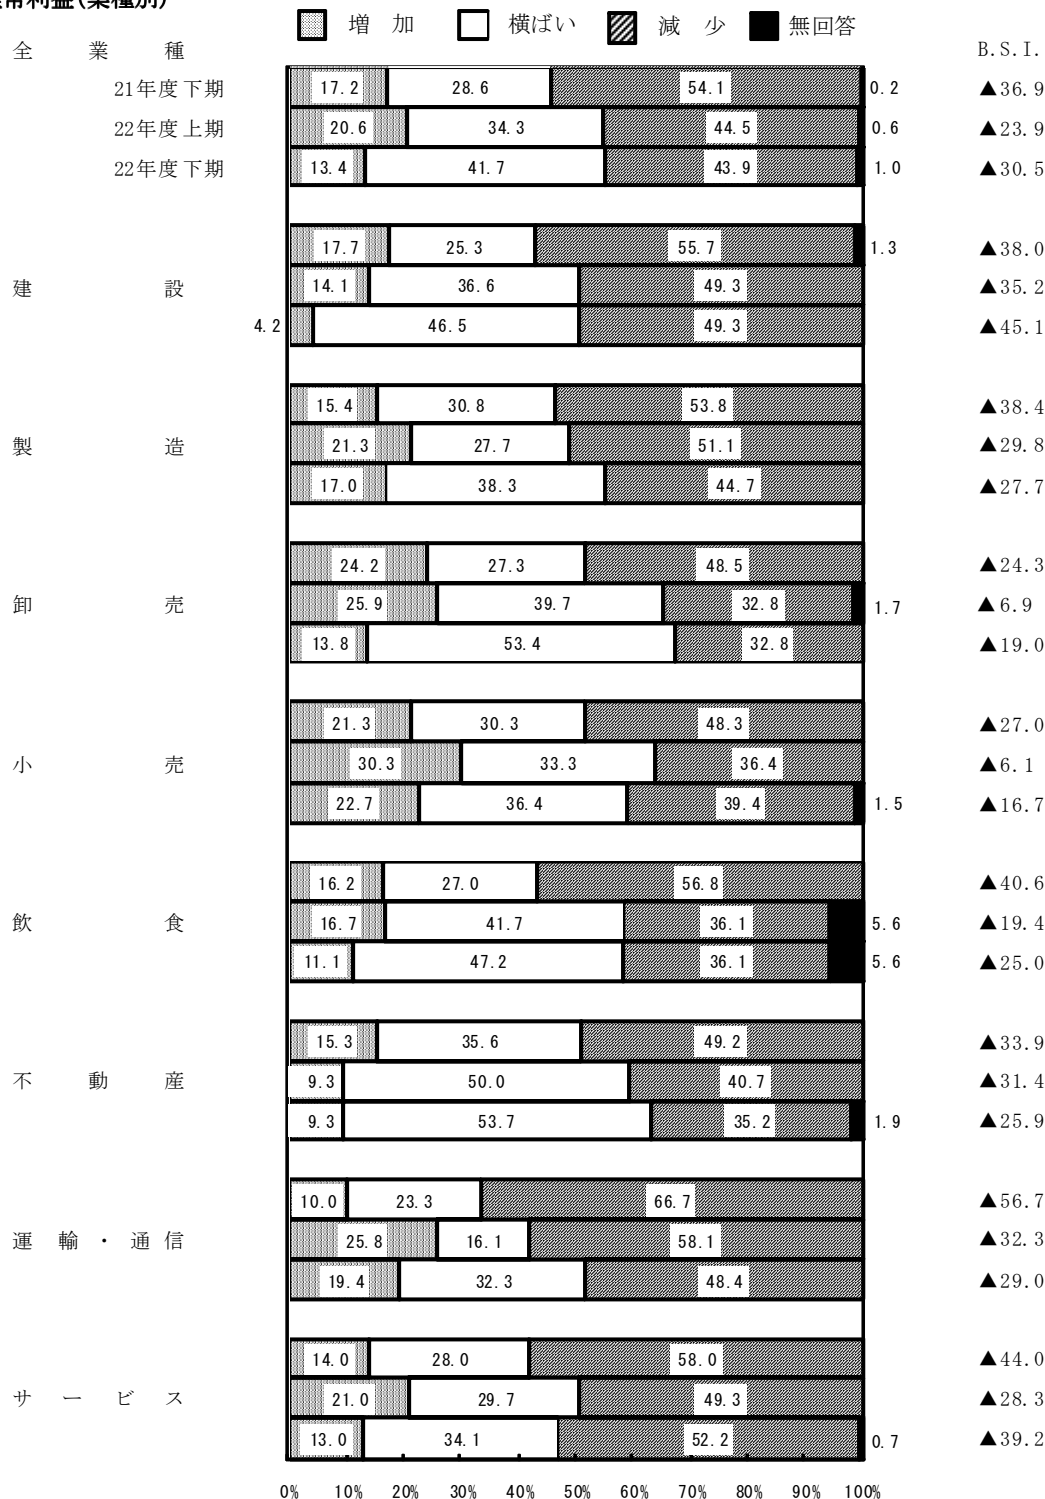 常利益(業種別)
増 加 横ばい 減 少 無回答
全 業 種 B.S.I.
21年度下期 17.2 28.6 54.1 0.2 ▲36.9
22年度上期 20.6 34.3 44.5 0.6 ▲23.9
22年度下期 13.4 41.7 43.9 1.0 ▲30.5
17.7 25.3 55.7 1.3 ▲38.0
建 設 14.1 36.6 49.3 ▲35.2
4.2 46.5 49.3 ▲45.1
15.4 30.8 53.8 ▲38.4
製 造 21.3 27.7 51.1 ▲29.8
17.0 38.3 44.7 ▲27.7
24.2 27.3 48.5 ▲24.3
卸 売 25.9 39.7 32.8 1.7 ▲6.9
13.8 53.4 32.8 ▲19.0
21.3 30.3 48.3 ▲27.0
小 売 30.3 33.3 36.4 ▲6.1
22.7 36.4 39.4 1.5 ▲16.7
16.2 27.0 56.8 ▲40.6
飲 食 16.7 41.7 36.1 5.6 ▲19.4
11.1 47.2 36.1 5.6 ▲25.0
15.3 35.6 49.2 ▲33.9
不 動 産 9.3 50.0 40.7 ▲31.4
9.3 53.7 35.2 1.9 ▲25.9
10.0 23.3 66.7 ▲56.7
運 輸 ・ 通 信 25.8 16.1 58.1 ▲32.3
19.4 32.3 48.4 ▲29.0
14.0 28.0 58.0 ▲44.0
サ ー ビ ス 21.0 29.7 49.3 ▲28.3
13.0 34.1 52.2 0.7 ▲39.2
0% 10% 20% 30% 40% 50% 60% 70% 80% 90% 100%